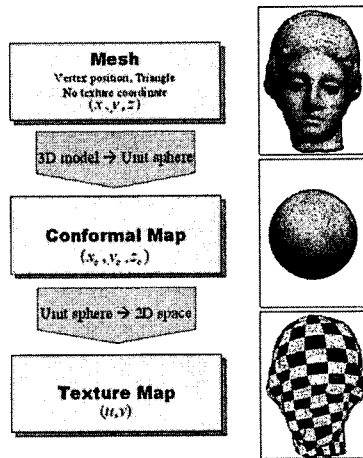 Mesh
Vertex position, Triangle
No texture coordinate
(x, y, z)
3D model → Unit sphere
Conformal Map
(x_c, y_c, z_c)
Unit sphere → 2D space
Texture Map
(u,v)